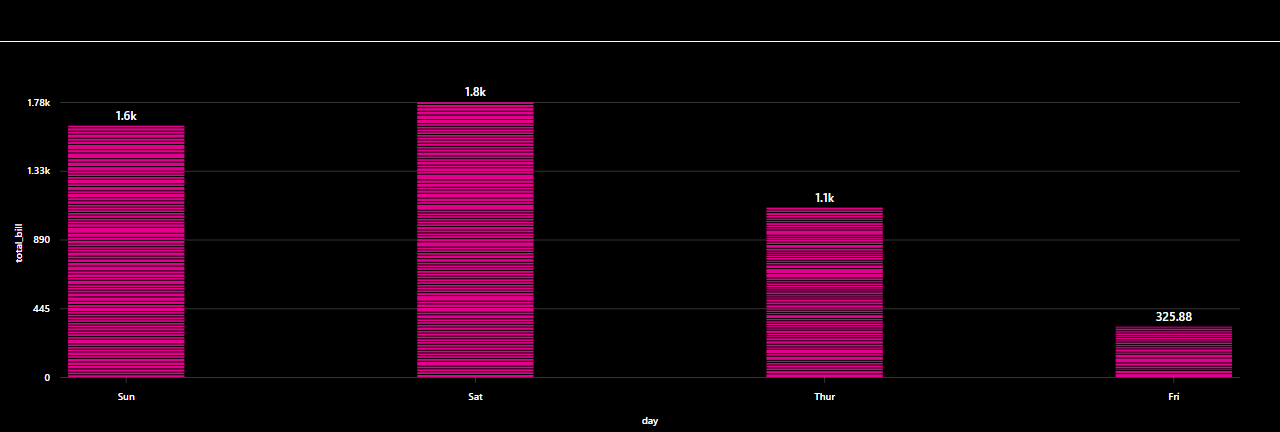 1.8k
1.78k
1.6k
1.33k
1.1k
total_bill
890
445
325.88
0
Sun Sat Thur Fri
day